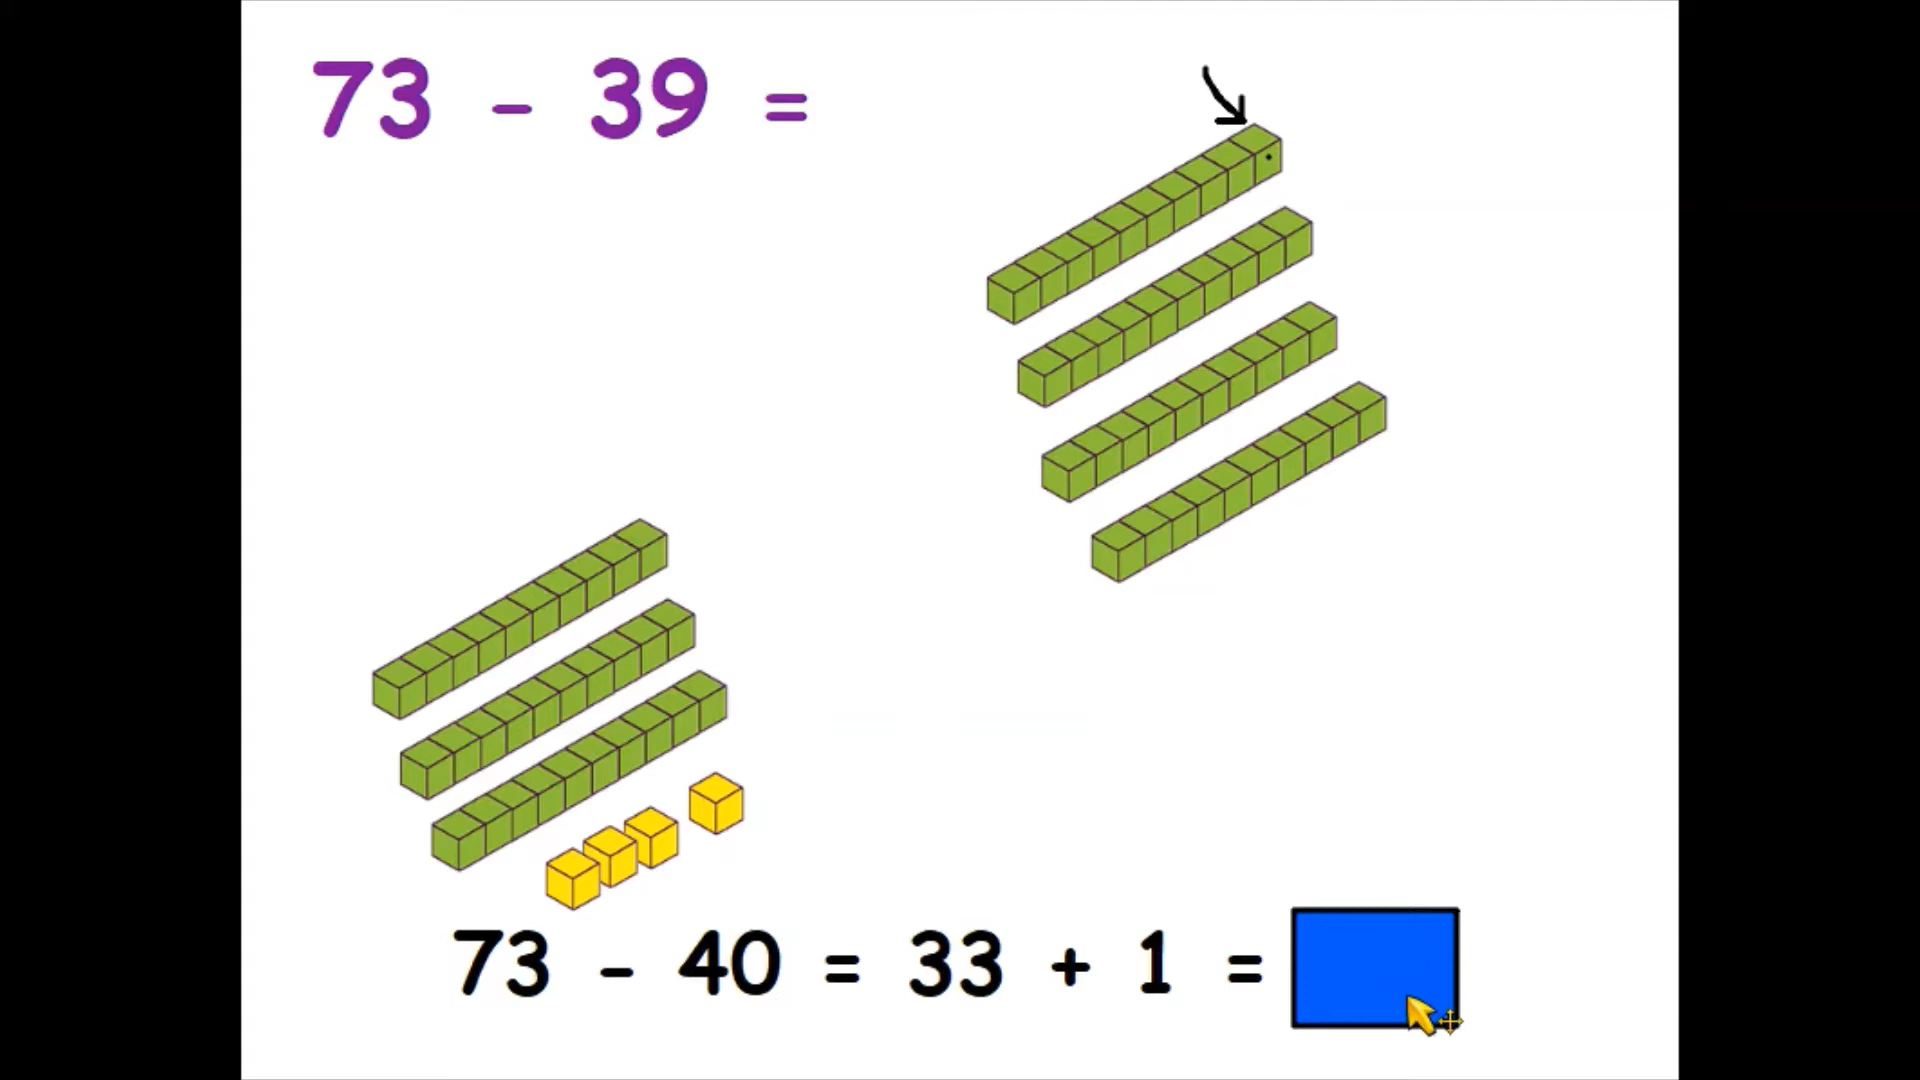 73 - 39 =
73 - 40 = 33 + 1 =